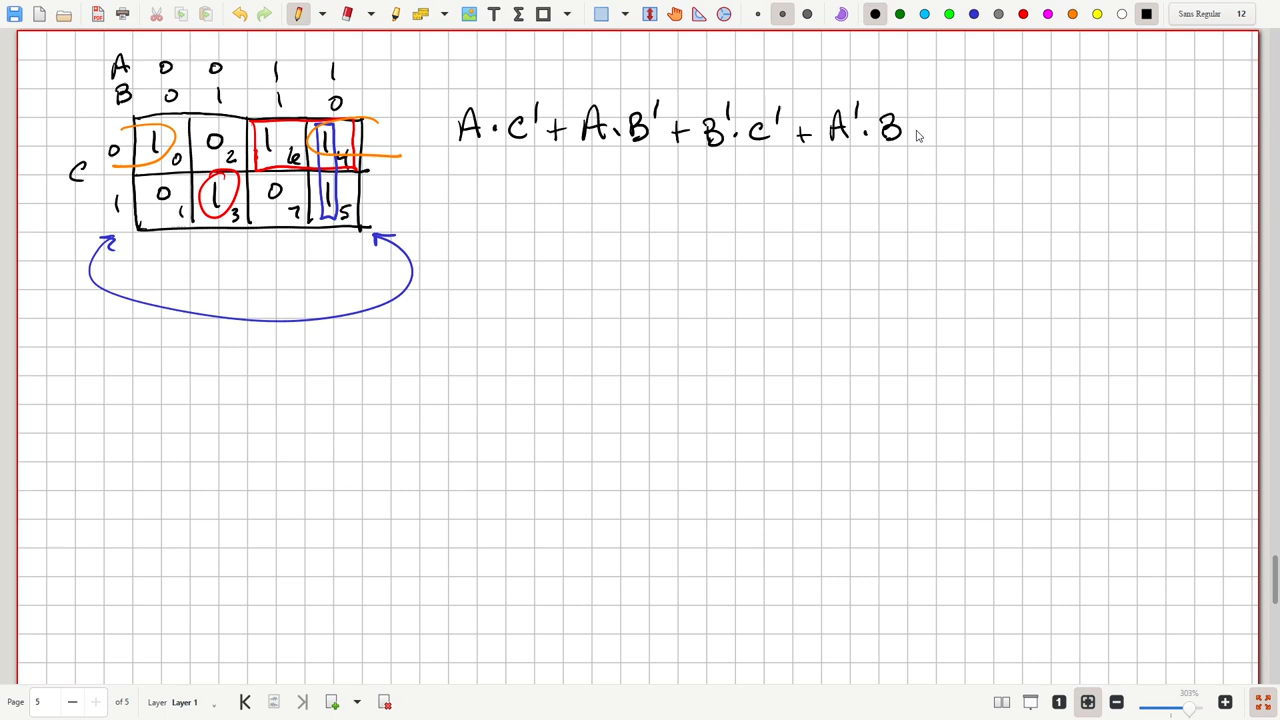 Sans Regular 12
A 0 0 1 1
B 0 1 1 0
A · C' + A · B' + B' · C' + A' · B
0 1 0 0 2 1 6 1 4
C
1 0 1 1 3 0 7 1 5
Page 5 of 5 Layer Layer 1 303%